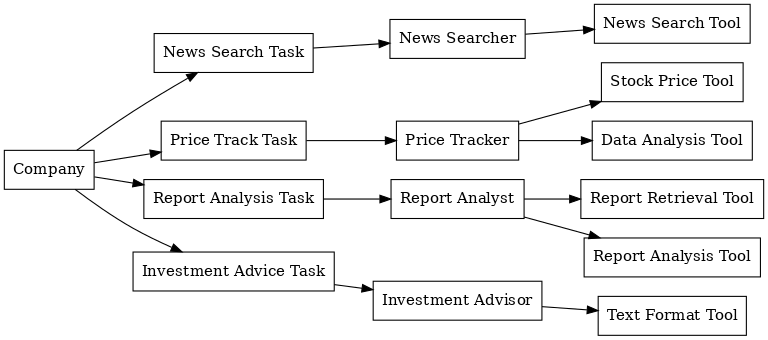 News Search Tool
News Searcher
News Search Task
Stock Price Tool
Price Track Task
Price Tracker
Data Analysis Tool
Company
Report Analysis Task
Report Analyst
Report Retrieval Tool
Report Analysis Tool
Investment Advice Task
Investment Advisor
Text Format Tool